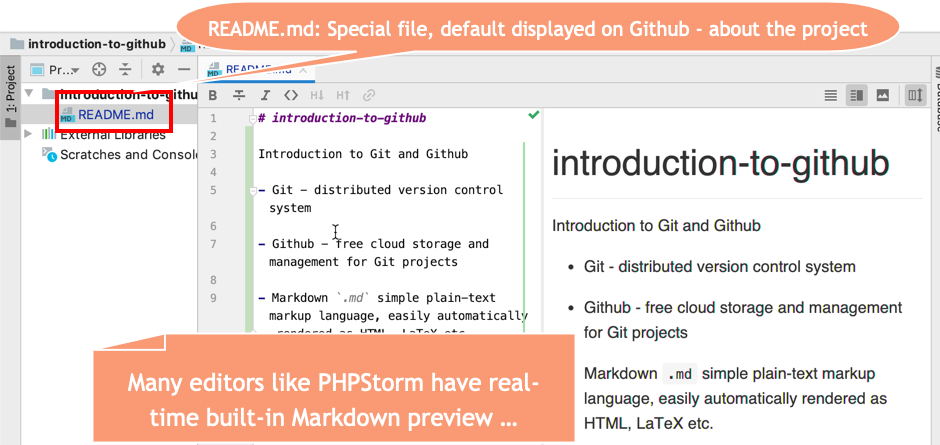 README.md: Special file, default displayed on Github - about the project
introduction-to-github
MD
1: Project
Pr...
README.md
B I <> H↓ H↑
introduction-to-githu
MD README.md
External Libraries
Scratches and Consol
1 # introduction-to-github
2
3 Introduction to Git and Github
4
5 - Git - distributed version control
system
6
7 - Github - free cloud storage and
management for Git projects
8
9 - Markdown `.md` simple plain-text
markup language, easily automatically
rendered as HTML, LaTeX etc.
introduction-to-github
Introduction to Git and Github
• Git - distributed version control system
• Github - free cloud storage and management
for Git projects
Markdown .md simple plain-text markup
language, easily automatically rendered as
HTML, LaTeX etc.
Many editors like PHPStorm have real-
time built-in Markdown preview ...